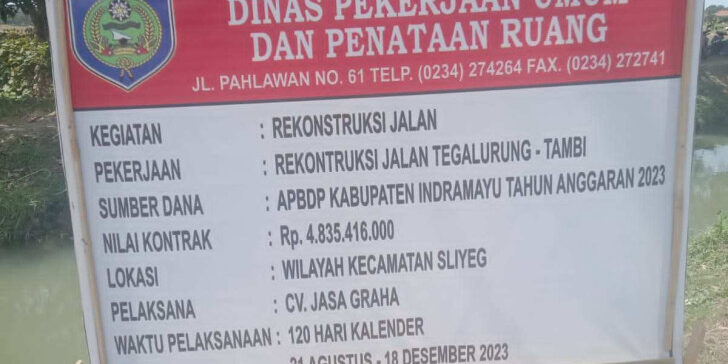 DINAS PEKERJAAN UMUM
DAN PENATAAN RUANG
JL. PAHLAWAN NO. 61 TELP. (0234) 274264 FAX. (0234) 272741
KEGIATAN : REKONSTRUKSI JALAN
PEKERJAAN : REKONTRUKSI JALAN TEGALURUNG - TAMBI
SUMBER DANA : APBDP KABUPATEN INDRAMAYU TAHUN ANGGARAN 2023
NILAI KONTRAK : Rp. 4.835.416.000
LOKASI : WILAYAH KECAMATAN SLIYEG
PELAKSANA : CV. JASA GRAHA
WAKTU PELAKSANAAN : 120 HARI KALENDER
21 AGUSTUS - 18 DESEMBER 2023